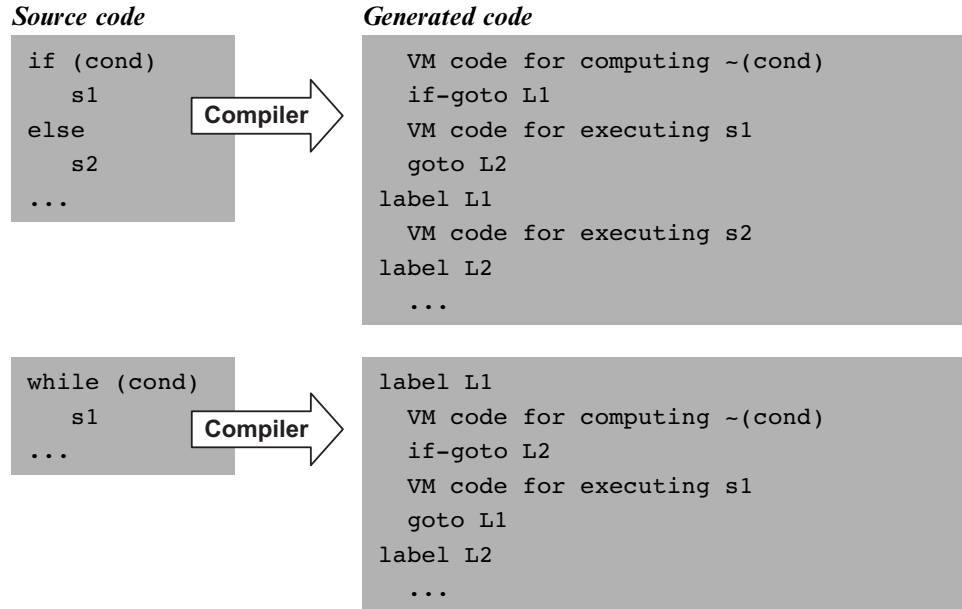 Source code
Generated code
if (cond)
s1
else
s2
...
Compiler
VM code for computing ~(cond)
if-goto L1
VM code for executing s1
goto L2
label L1
VM code for executing s2
label L2
...
while (cond)
s1
...
Compiler
label L1
VM code for computing ~(cond)
if-goto L2
VM code for executing s1
goto L1
label L2
...